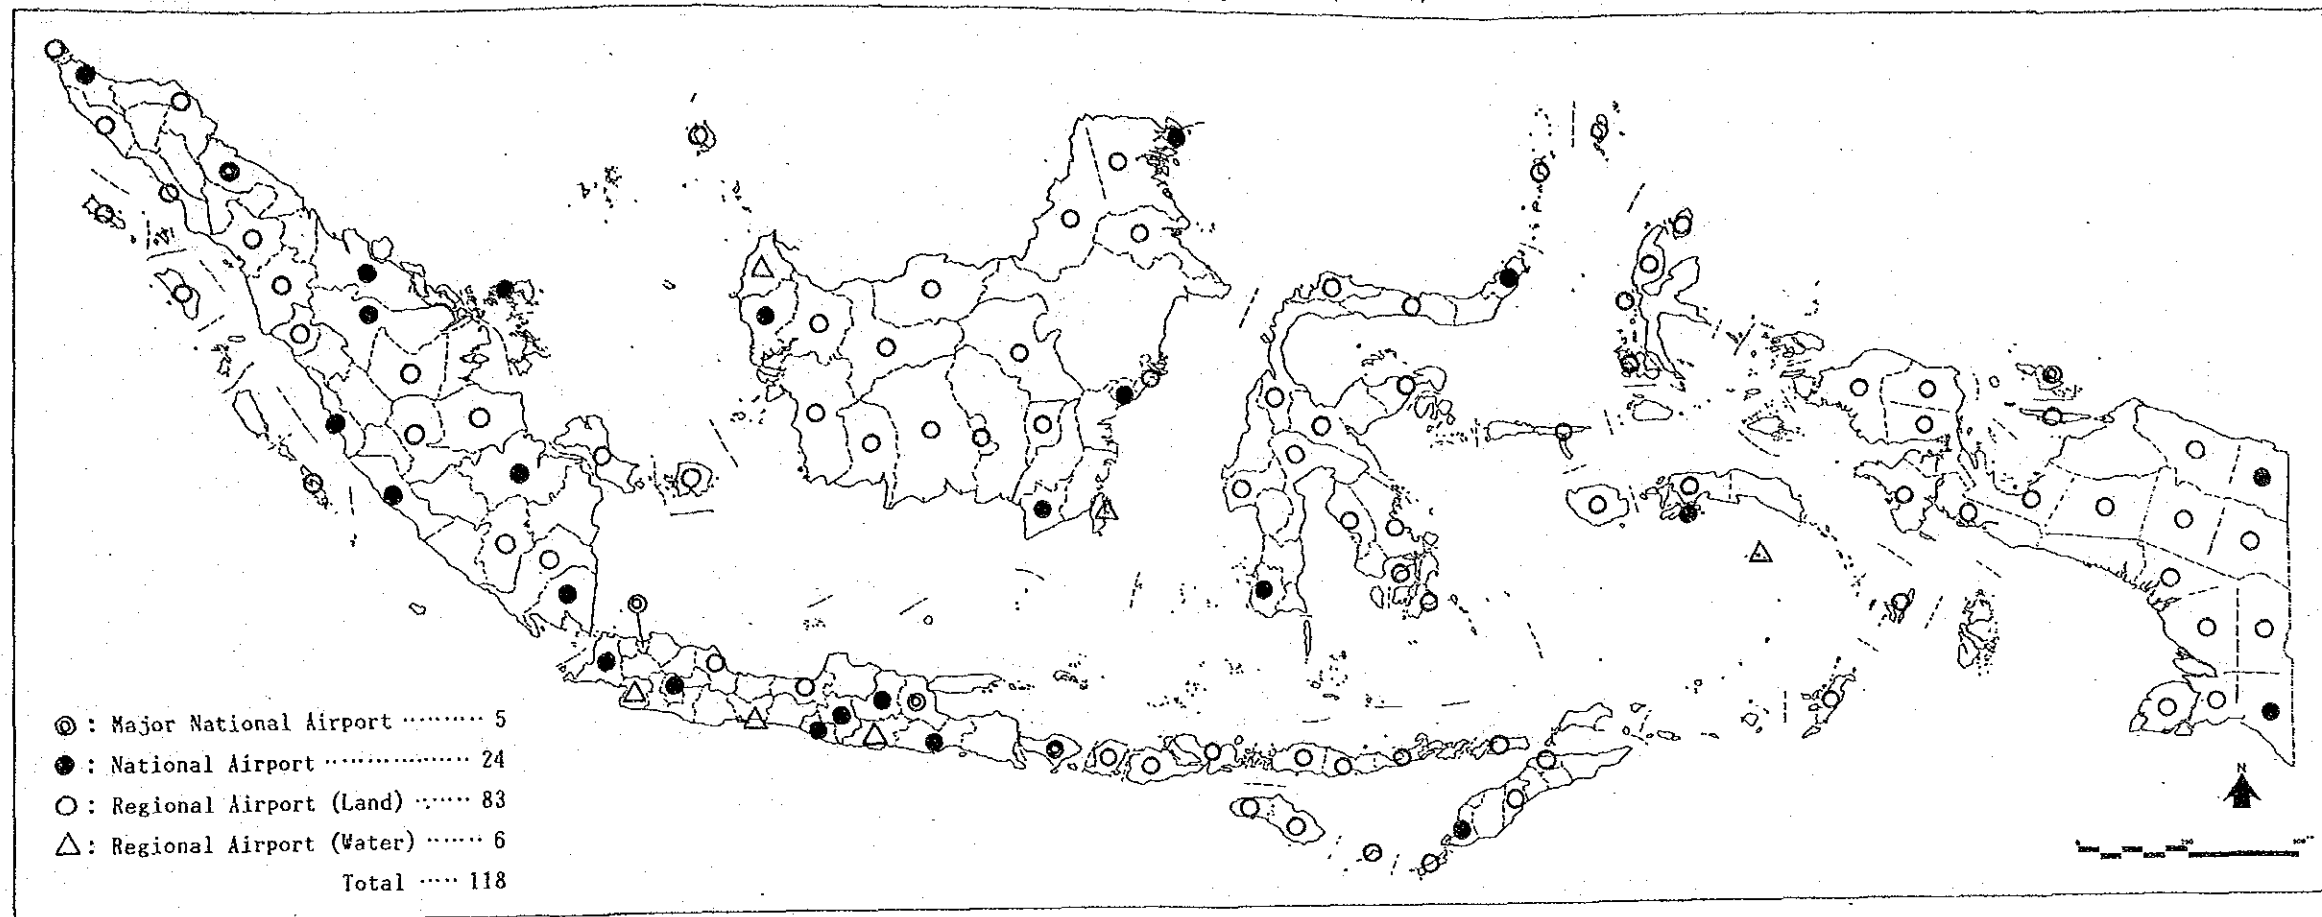 ◎ : Major National Airport ·········· 5
● : National Airport ·················· 24
○ : Regional Airport (Land) ······· 83
△ : Regional Airport (Water) ······· 6
Total ····· 118
N